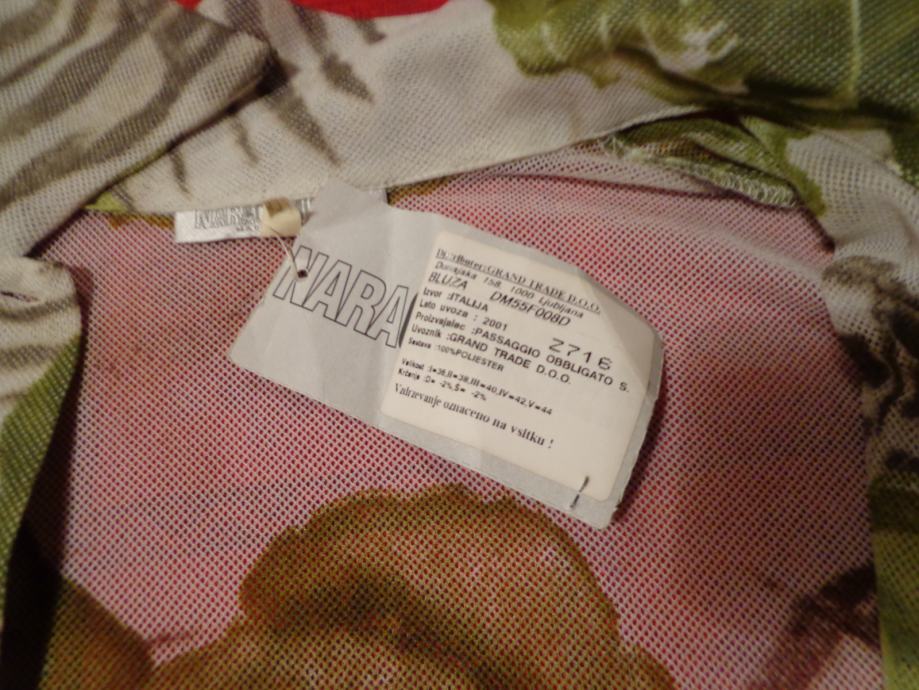 NARA
NARA
Distributer:GRAND TRADE D.O.O.
Dunajska 158, 1000 Ljubljana
BLUZA DM55F008D
Izvor :ITALIJA
Leto uvoza : 2001
Z716
Proizvajalec :PASSAGGIO OBBLIGATO S.
Uvoznik :GRAND TRADE D.O.O.
Sestava :100%POLIESTER
Velikost :I=36,II=38,III=40,IV=42,V=44
Krčenje :O= -2%,S= -2%
Vzdrževanje označeno na všitku !